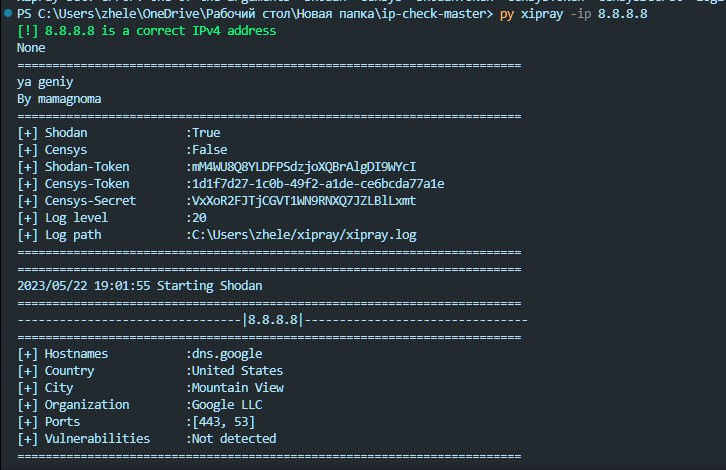 PS C:\Users\zhele\OneDrive\Рабочий стол\Новая папка\ip-check-master> py xipray -ip 8.8.8.8
[!] 8.8.8.8 is a correct IPv4 address
None
========================================================================
ya geniy
By mamagnoma
========================================================================
[+] Shodan :True
[+] Censys :False
[+] Shodan-Token :mM4WU8Q8YLDFPSdzjoXQBrAlgDI9WYcI
[+] Censys-Token :1d1f7d27-1c0b-49f2-a1de-ce6bcda77a1e
[+] Censys-Secret :VxXoR2FJTjCGVT1WN9RNXQ7JZLBlLxmt
[+] Log level :20
[+] Log path :C:\Users\zhele/xipray/xipray.log
========================================================================
========================================================================
2023/05/22 19:01:55 Starting Shodan
========================================================================
--------------------------------|8.8.8.8|--------------------------------
========================================================================
[+] Hostnames :dns.google
[+] Country :United States
[+] City :Mountain View
[+] Organization :Google LLC
[+] Ports :[443, 53]
[+] Vulnerabilities :Not detected
========================================================================